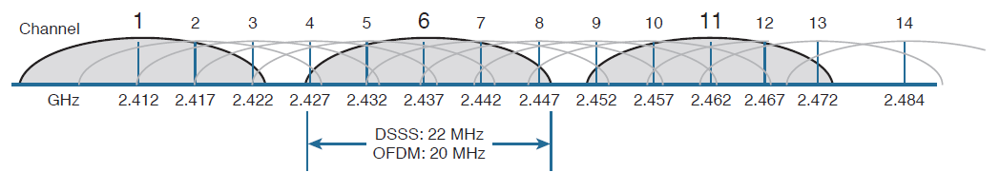 Channel 1 2 3 4 5 6 7 8 9 10 11 12 13 14
GHz 2.412 2.417 2.422 2.427 2.432 2.437 2.442 2.447 2.452 2.457 2.462 2.467 2.472 2.484
DSSS: 22 MHz
OFDM: 20 MHz